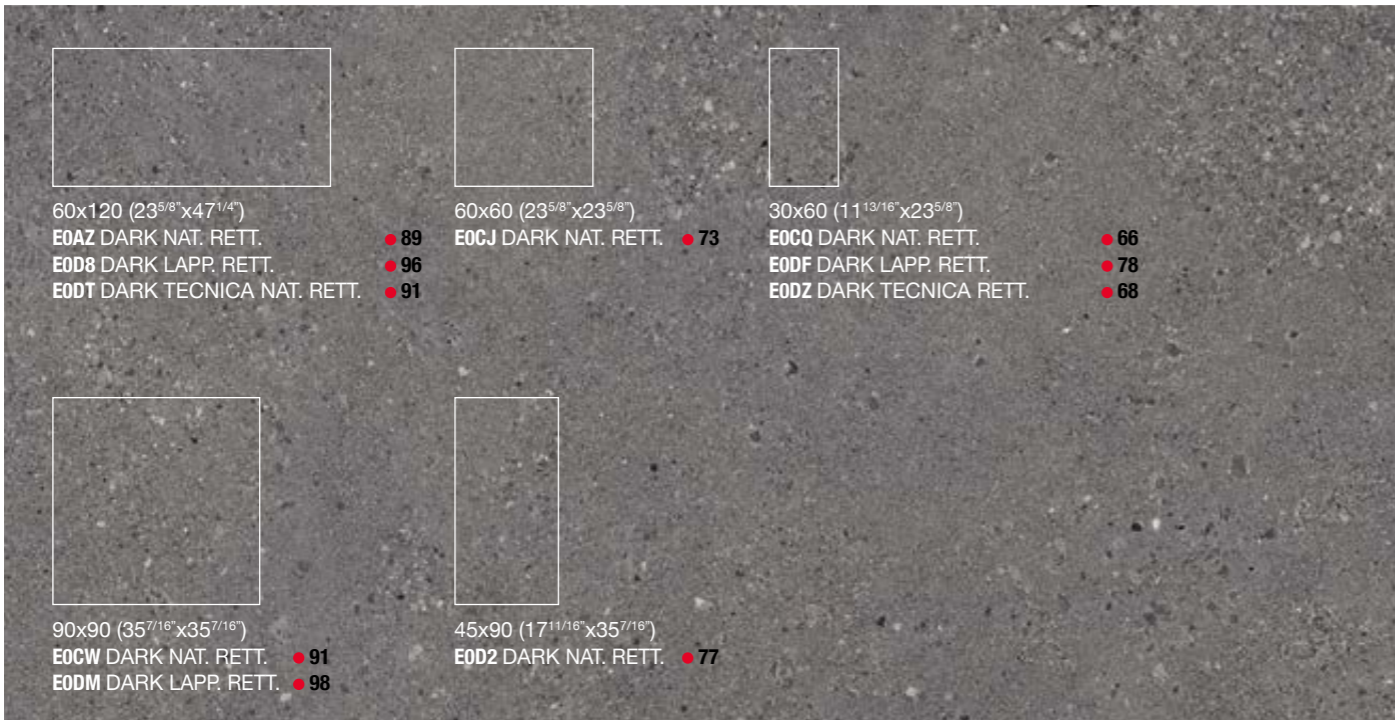 60x120 (235/8”x471/4”)
E0AZ DARK NAT. RETT. ● 89
E0D8 DARK LAPP. RETT. ● 96
E0DT DARK TECNICA NAT. RETT. ● 91
60x60 (235/8”x235/8”)
E0CJ DARK NAT. RETT. ● 73
30x60 (1113/16”x235/8”)
E0CQ DARK NAT. RETT. ● 66
E0DF DARK LAPP. RETT. ● 78
E0DZ DARK TECNICA RETT. ● 68
90x90 (357/16”x357/16”)
E0CW DARK NAT. RETT. ● 91
E0DM DARK LAPP. RETT. ● 98
45x90 (1711/16”x357/16”)
E0D2 DARK NAT. RETT. ● 77